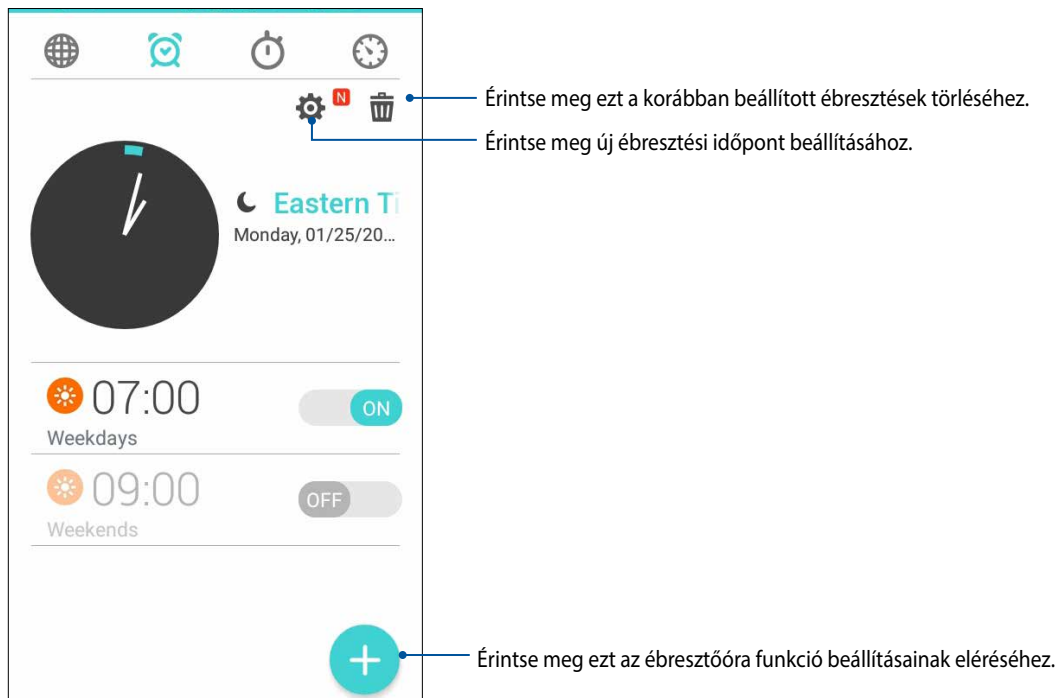 N
Érintse meg ezt a korábban beállított ébresztések törléséhez.
Érintse meg új ébresztési időpont beállításához.
Eastern Ti
Monday, 01/25/20...
07:00
ON
Weekdays
09:00
OFF
Weekends
Érintse meg ezt az ébresztőóra funkció beállításainak eléréséhez.